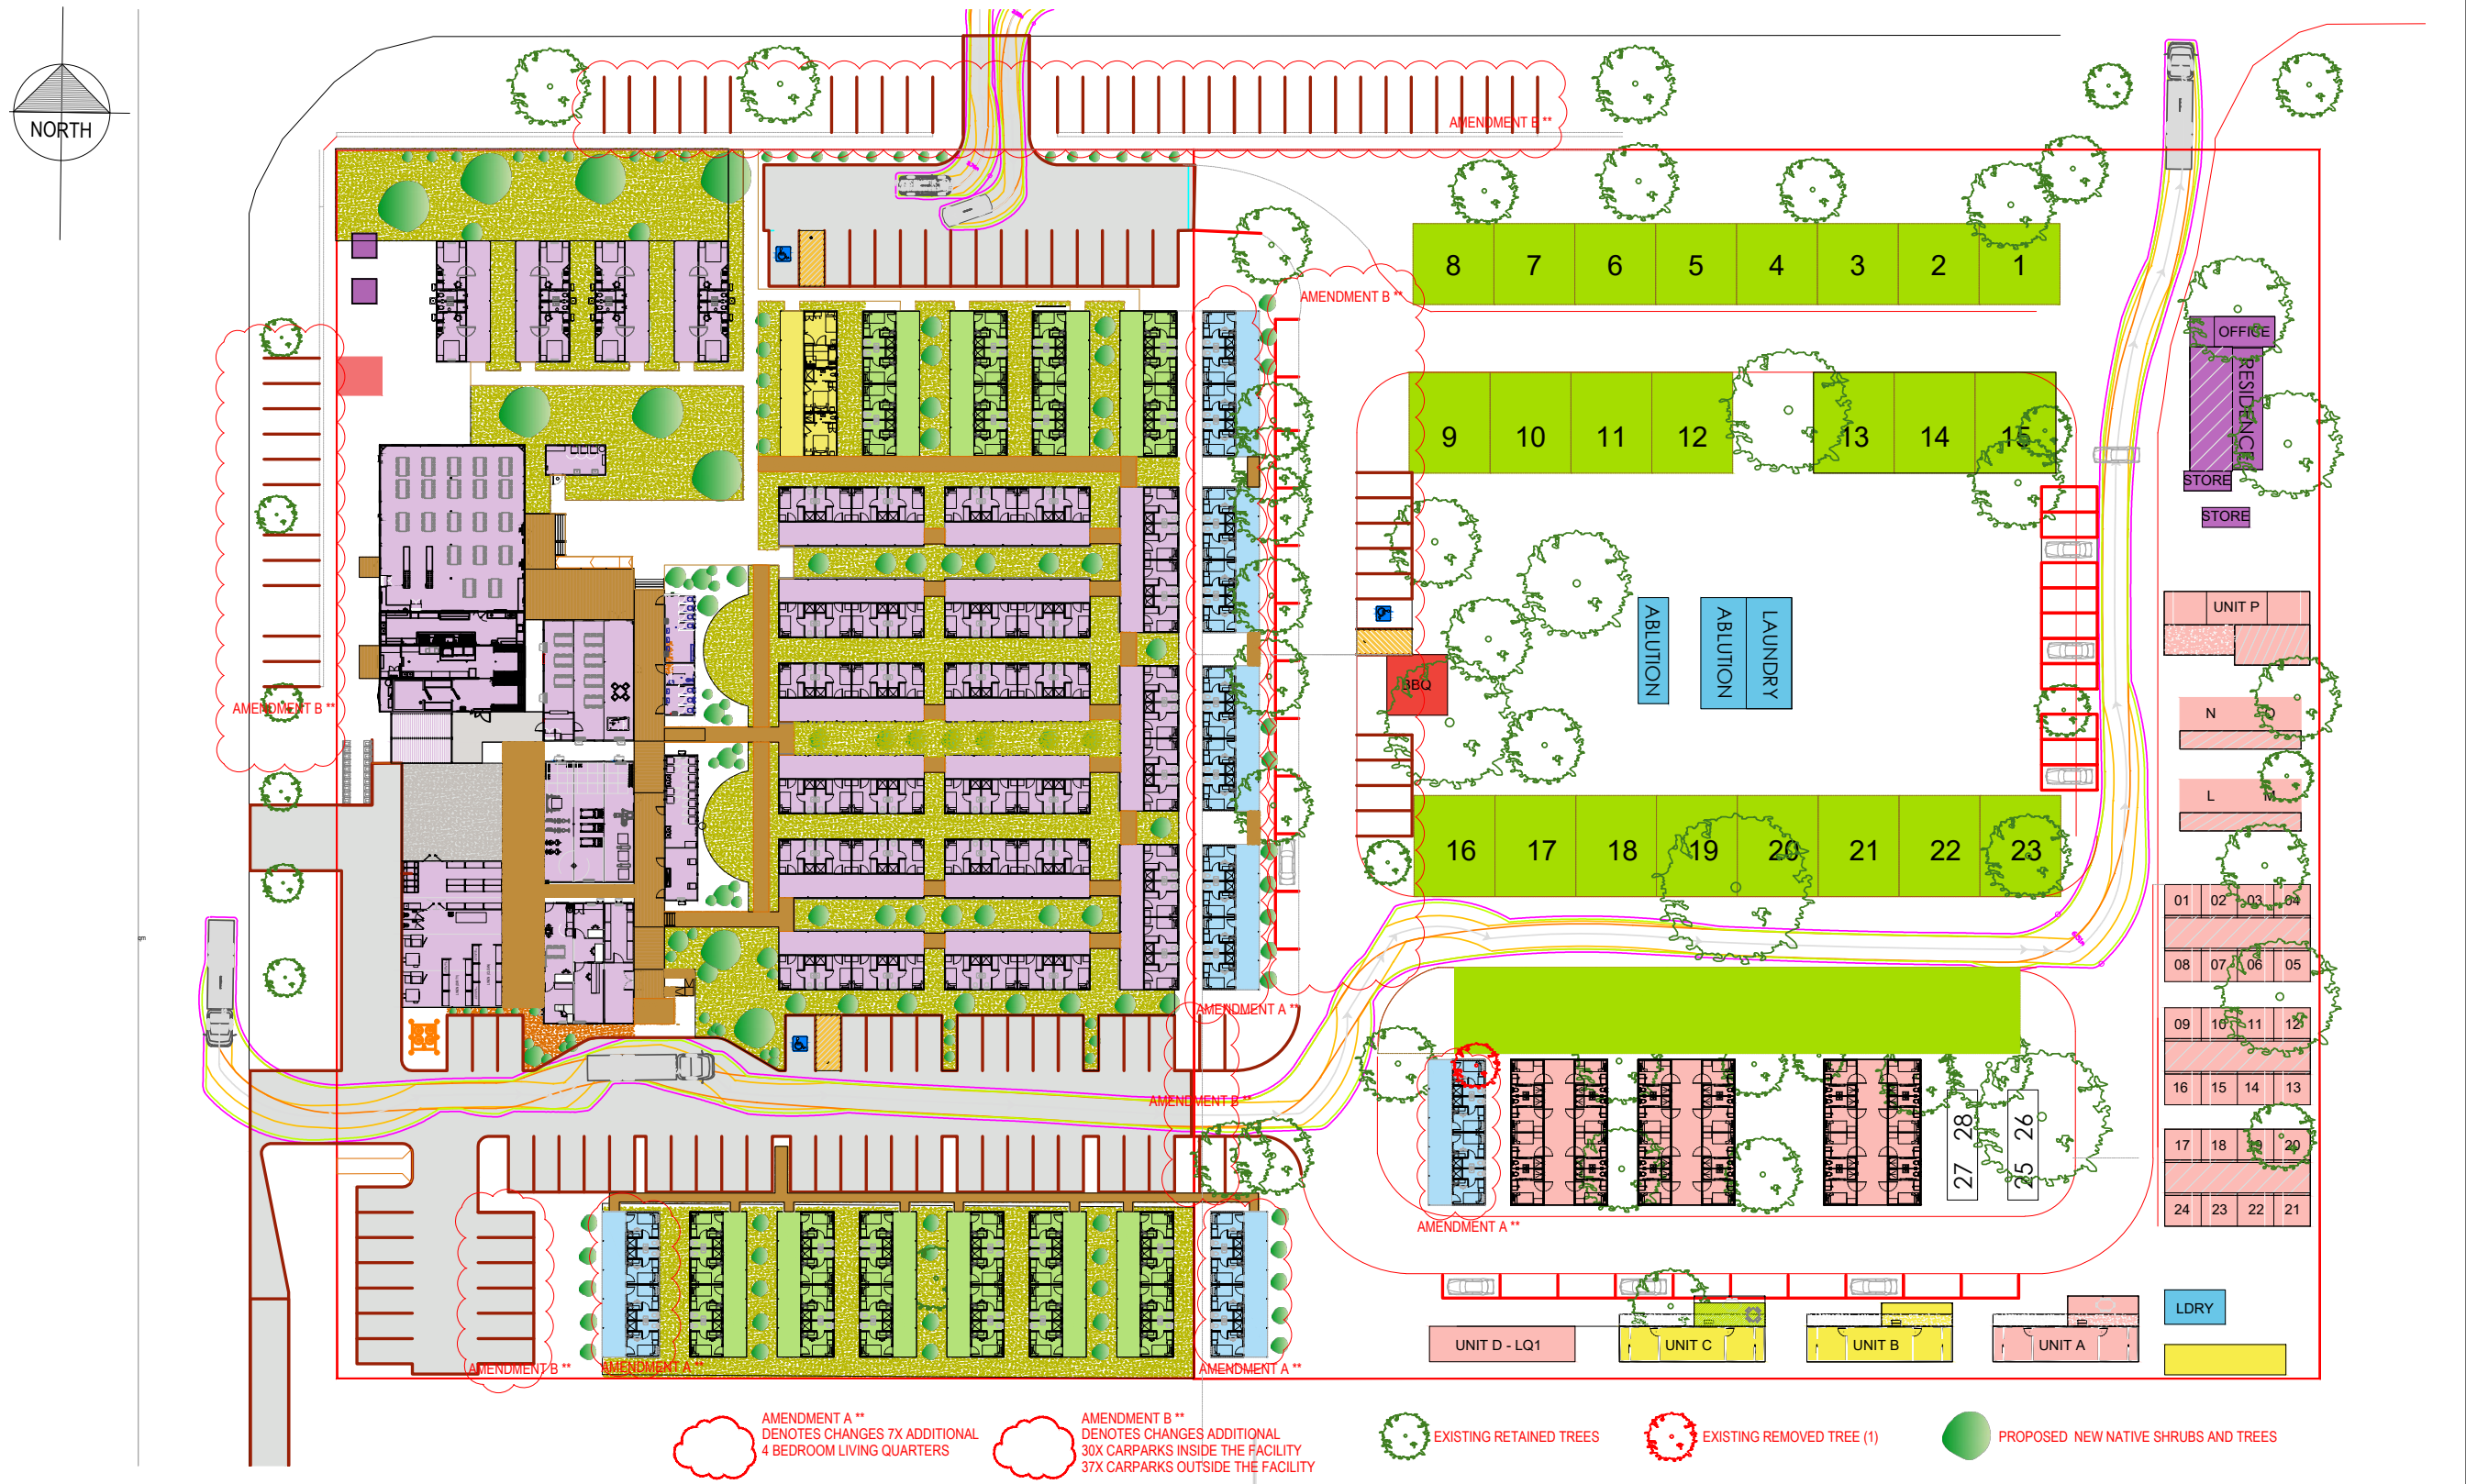 NORTH
AMENDMENT B **
AMENDMENT B **
8 7 6 5 4 3 2 1
OFFICE
RESIDENCE
9 10 11 12 13 14 15
STORE
STORE
ABLUTION
ABLUTION
LAUNDRY
UNIT P
BBQ
AMENDMENT B **
N O
L M
16 17 18 19 20 21 22 23
01 02 03 04
08 07 06 05
AMENDMENT A **
09 10 11 12
16 15 14 13
AMENDMENT B **
27 28
25 26
17 18 19 20
24 23 22 21
AMENDMENT A **
LDRY
UNIT D - LQ1
UNIT C
UNIT B
UNIT A
AMENDMENT B **
AMENDMENT A **
AMENDMENT A **
AMENDMENT A **
DENOTES CHANGES 7X ADDITIONAL
4 BEDROOM LIVING QUARTERS
AMENDMENT B **
DENOTES CHANGES ADDITIONAL
30X CARPARKS INSIDE THE FACILITY
37X CARPARKS OUTSIDE THE FACILITY
EXISTING RETAINED TREES
EXISTING REMOVED TREE (1)
PROPOSED NEW NATIVE SHRUBS AND TREES